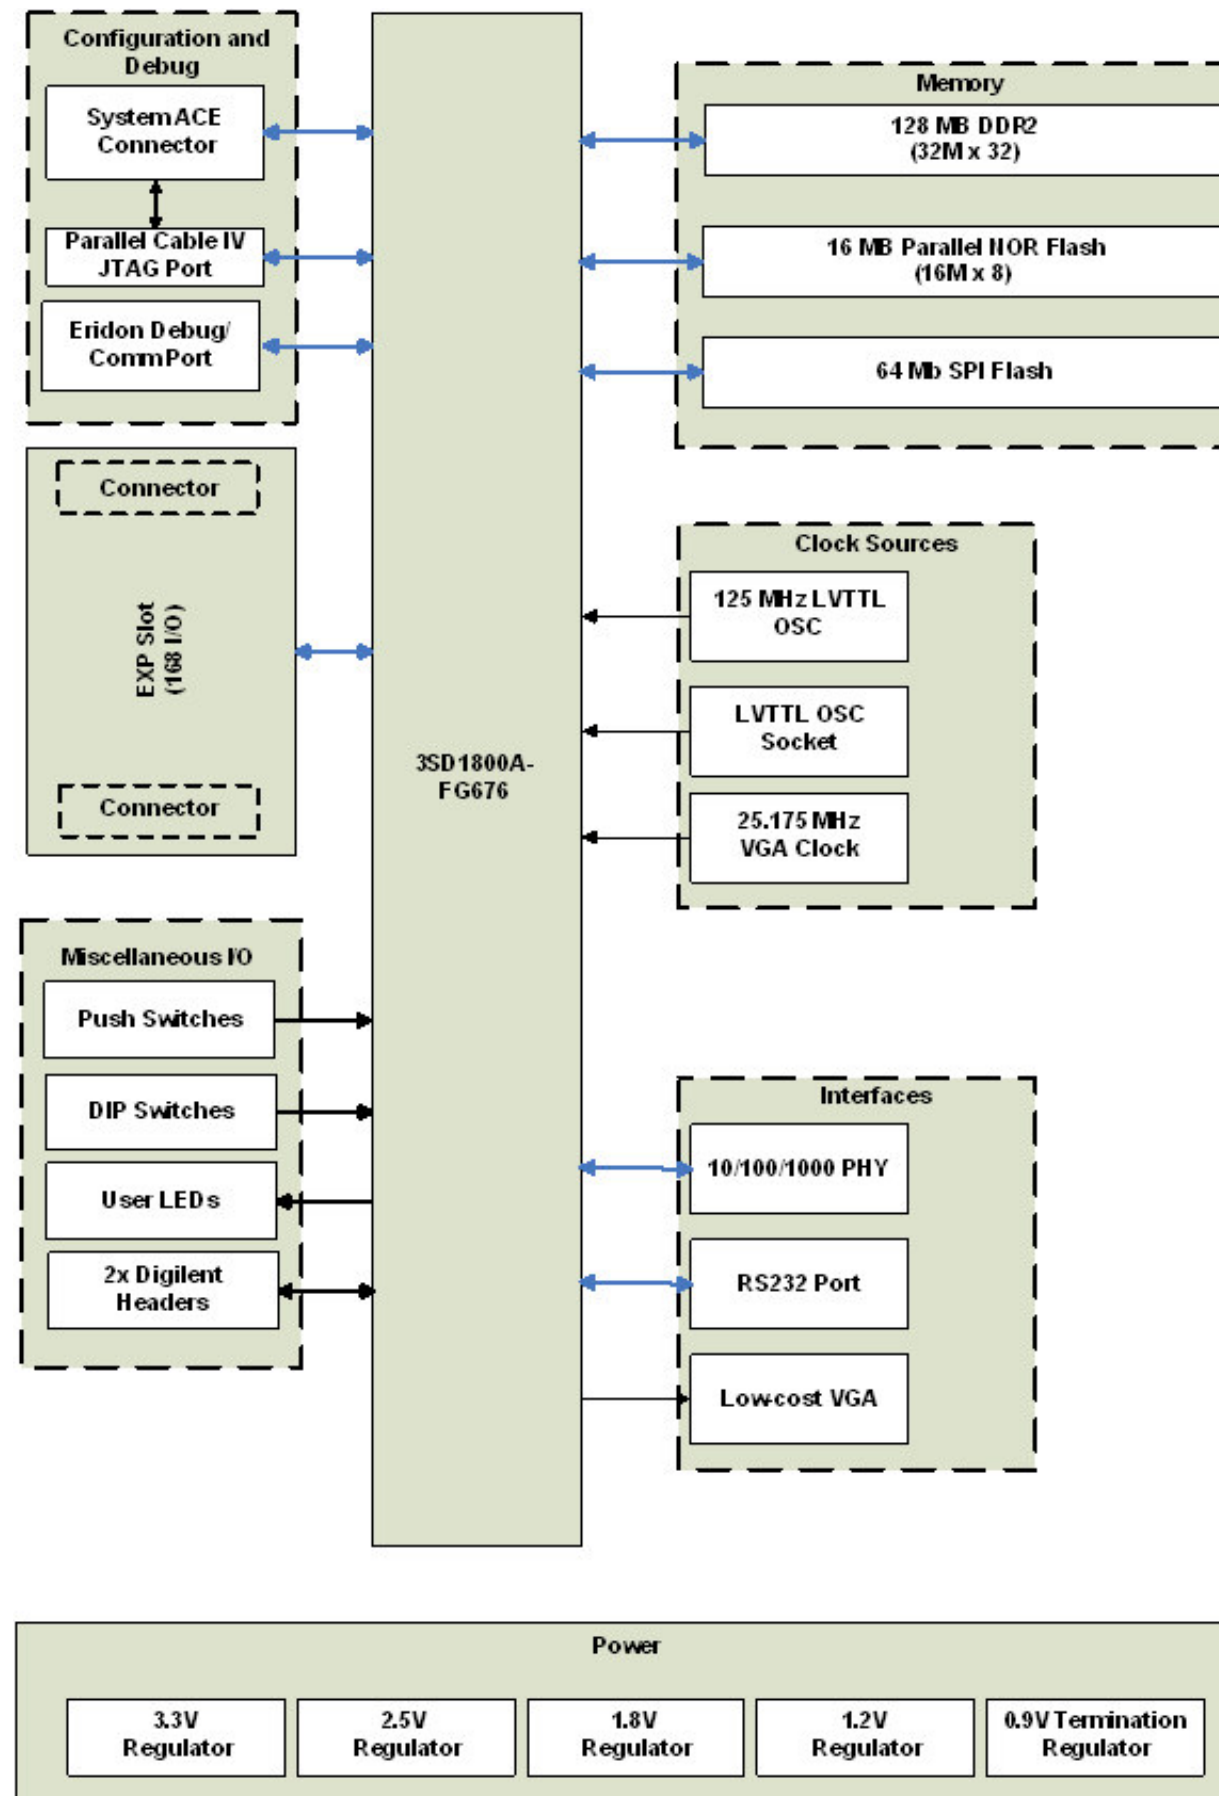 Configuration and
Debug
System ACE
Connector
Parallel Cable IV
JTAG Port
Eridon Debug/
Comm Port
Connector
EXP Slot
(168 I/O)
Connector
Miscellaneous I/O
Push Switches
DIP Switches
User LEDs
2x Digilent
Headers
3SD1800A-
FG676
Memory
128 MB DDR2
(32M x 32)
16 MB Parallel NOR Flash
(16M x 8)
64 Mb SPI Flash
Clock Sources
125 MHz LVTTL
OSC
LVTTL OSC
Socket
25.175 MHz
VGA Clock
Interfaces
10/100/1000 PHY
RS232 Port
Low-cost VGA
Power
3.3V
Regulator
2.5V
Regulator
1.8V
Regulator
1.2V
Regulator
0.9V Termination
Regulator